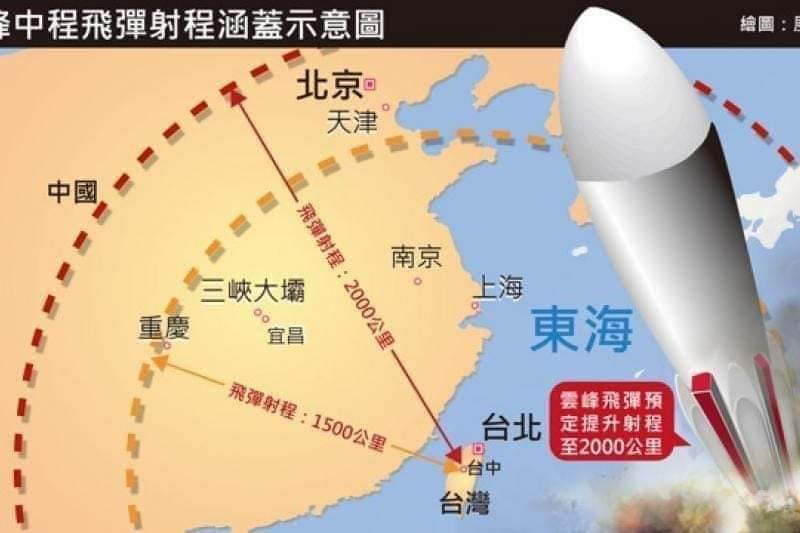 中程飛彈射程涵蓋示意圖
繪圖：
北京
天津
中國
飛彈射程：2000公里
南京
三峽大壩
上海
重慶
宜昌
東海
飛彈射程：1500公里
雲峰飛彈預
定提升射程
至2000公里
台北
台中
台灣